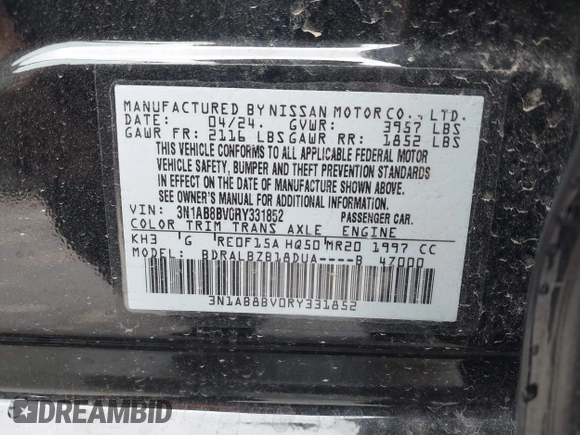 MANUFACTURED BY NISSAN MOTOR CO., LTD.
DATE: 04/24. GVWR: 3957 LBS
GAWR FR: 2116 LBS GAWR RR: 1852 LBS
THIS VEHICLE CONFORMS TO ALL APPLICABLE FEDERAL MOTOR
VEHICLE SAFETY, BUMPER AND THEFT PREVENTION STANDARDS
IN EFFECT ON THE DATE OF MANUFACTURE SHOWN ABOVE.
SEE OWNER'S MANUAL FOR ADDITIONAL INFORMATION
VIN: 3N1AB8BV0RY331852 PASSENGER CAR.
COLOR TRIM TRANS AXLE ENGINE
KH3 G RE0F15A HQ50 MR20 1997 CC
MODEL: BDRALBZB18DUA----B 47000
3N1AB8BV0RY331852
DREAMBID